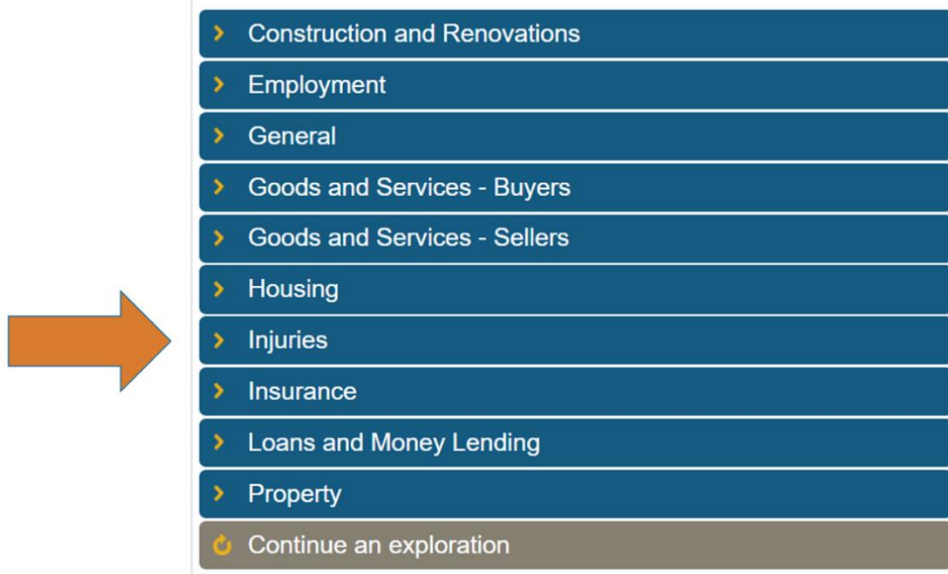 Construction and Renovations
Employment
General
Goods and Services - Buyers
Goods and Services - Sellers
Housing
Injuries
Insurance
Loans and Money Lending
Property
Continue an exploration